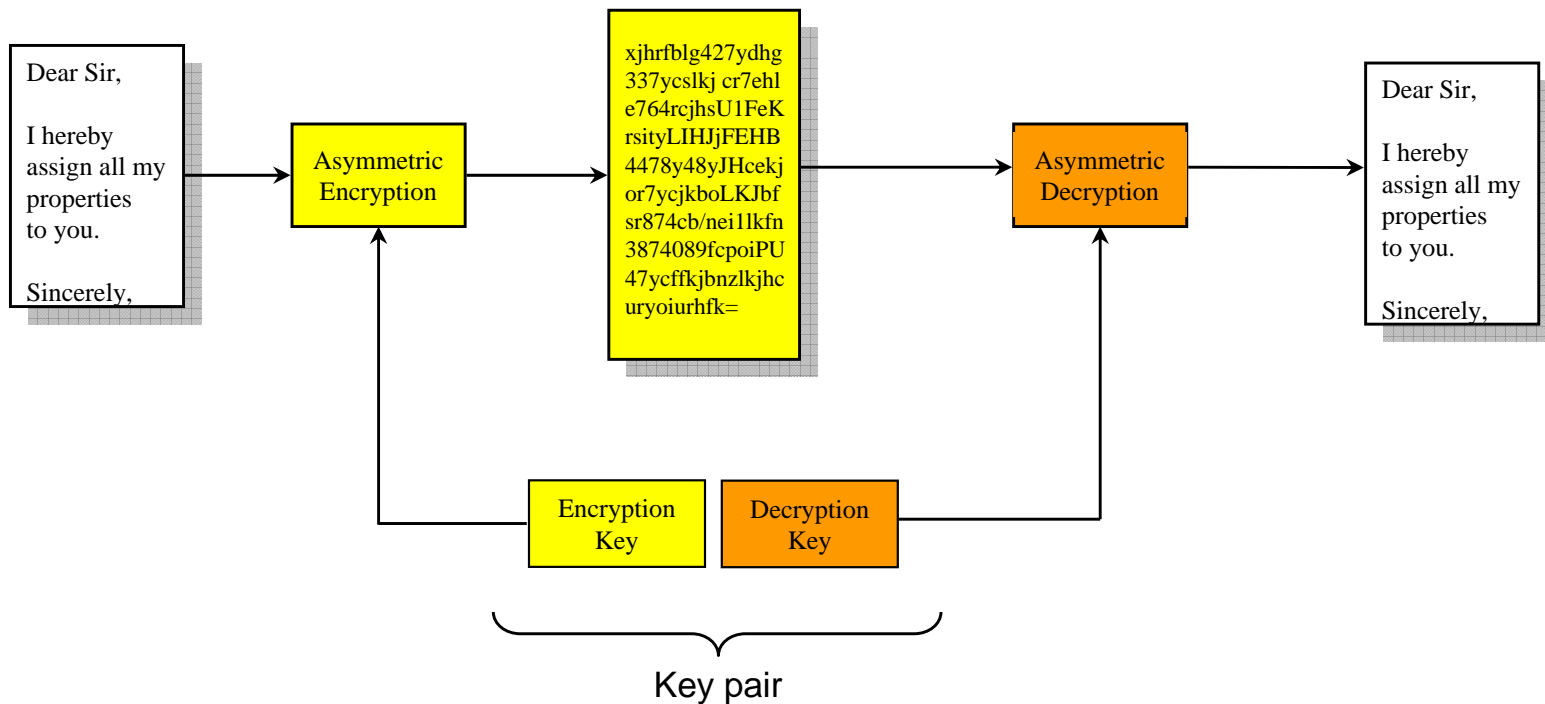 Dear Sir,
I hereby
assign all my
properties
to you.
Sincerely,
Asymmetric
Encryption
xjhrfblg427ydhg
337ycslkj cr7ehl
e764rcjhsU1FeK
rsityLIHJjFEHB
4478y48yJHcekj
or7ycjkboLKJbf
sr874cb/nei1lkfn
3874089fcpoiPU
47ycffkjbnzlkjhc
uryoiurhfk=
Asymmetric
Decryption
Dear Sir,
I hereby
assign all my
properties
to you.
Sincerely,
Encryption
Key
Decryption
Key
Key pair